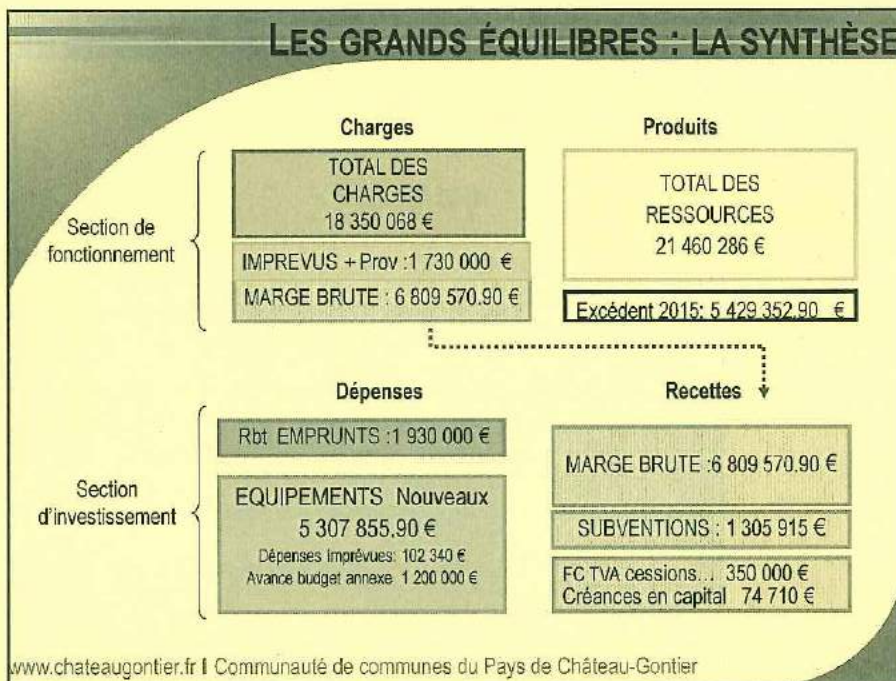 LES GRANDS ÉQUILIBRES : LA SYNTHÈSE
Charges
Produits
Section de
fonctionnement
TOTAL DES
CHARGES
18 350 068 €
IMPREVUS + Prov :1 730 000 €
MARGE BRUTE : 6 809 570.90 €
TOTAL DES
RESSOURCES
21 460 286 €
Excédent 2015: 5 429 352.90 €
Dépenses
Recettes
Section
d'investissement
Rbt EMPRUNTS :1 930 000 €
EQUIPEMENTS Nouveaux
5 307 855,90 €
Dépenses Imprévues: 102 340 €
Avance budget annexe 1 200 000 €
MARGE BRUTE :6 809 570.90 €
SUBVENTIONS : 1 305 915 €
FC TVA cessions... 350 000 €
Créances en capital 74 710 €
www.chateaugontier.fr I Communauté de communes du Pays de Château-Gontier